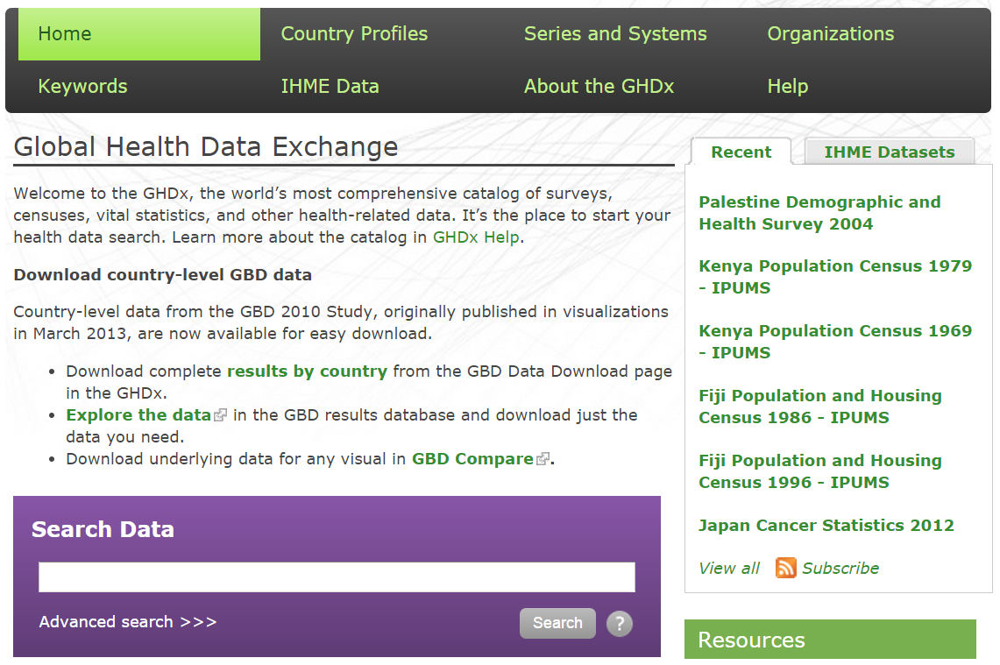 Home
Country Profiles
Series and Systems
Organizations
Keywords
IHME Data
About the GHDx
Help
Global Health Data Exchange
Welcome to the GHDx, the world’s most comprehensive catalog of surveys,
censuses, vital statistics, and other health-related data. It’s the place to start your
health data search. Learn more about the catalog in GHDx Help.
Download country-level GBD data
Country-level data from the GBD 2010 Study, originally published in visualizations
in March 2013, are now available for easy download.
• Download complete results by country from the GBD Data Download page
in the GHDx.
• Explore the data in the GBD results database and download just the
data you need.
• Download underlying data for any visual in GBD Compare.
Search Data
Advanced search >>>
Search
?
Recent
IHME Datasets
Palestine Demographic and
Health Survey 2004
Kenya Population Census 1979
- IPUMS
Kenya Population Census 1969
- IPUMS
Fiji Population and Housing
Census 1986 - IPUMS
Fiji Population and Housing
Census 1996 - IPUMS
Japan Cancer Statistics 2012
View all
Subscribe
Resources